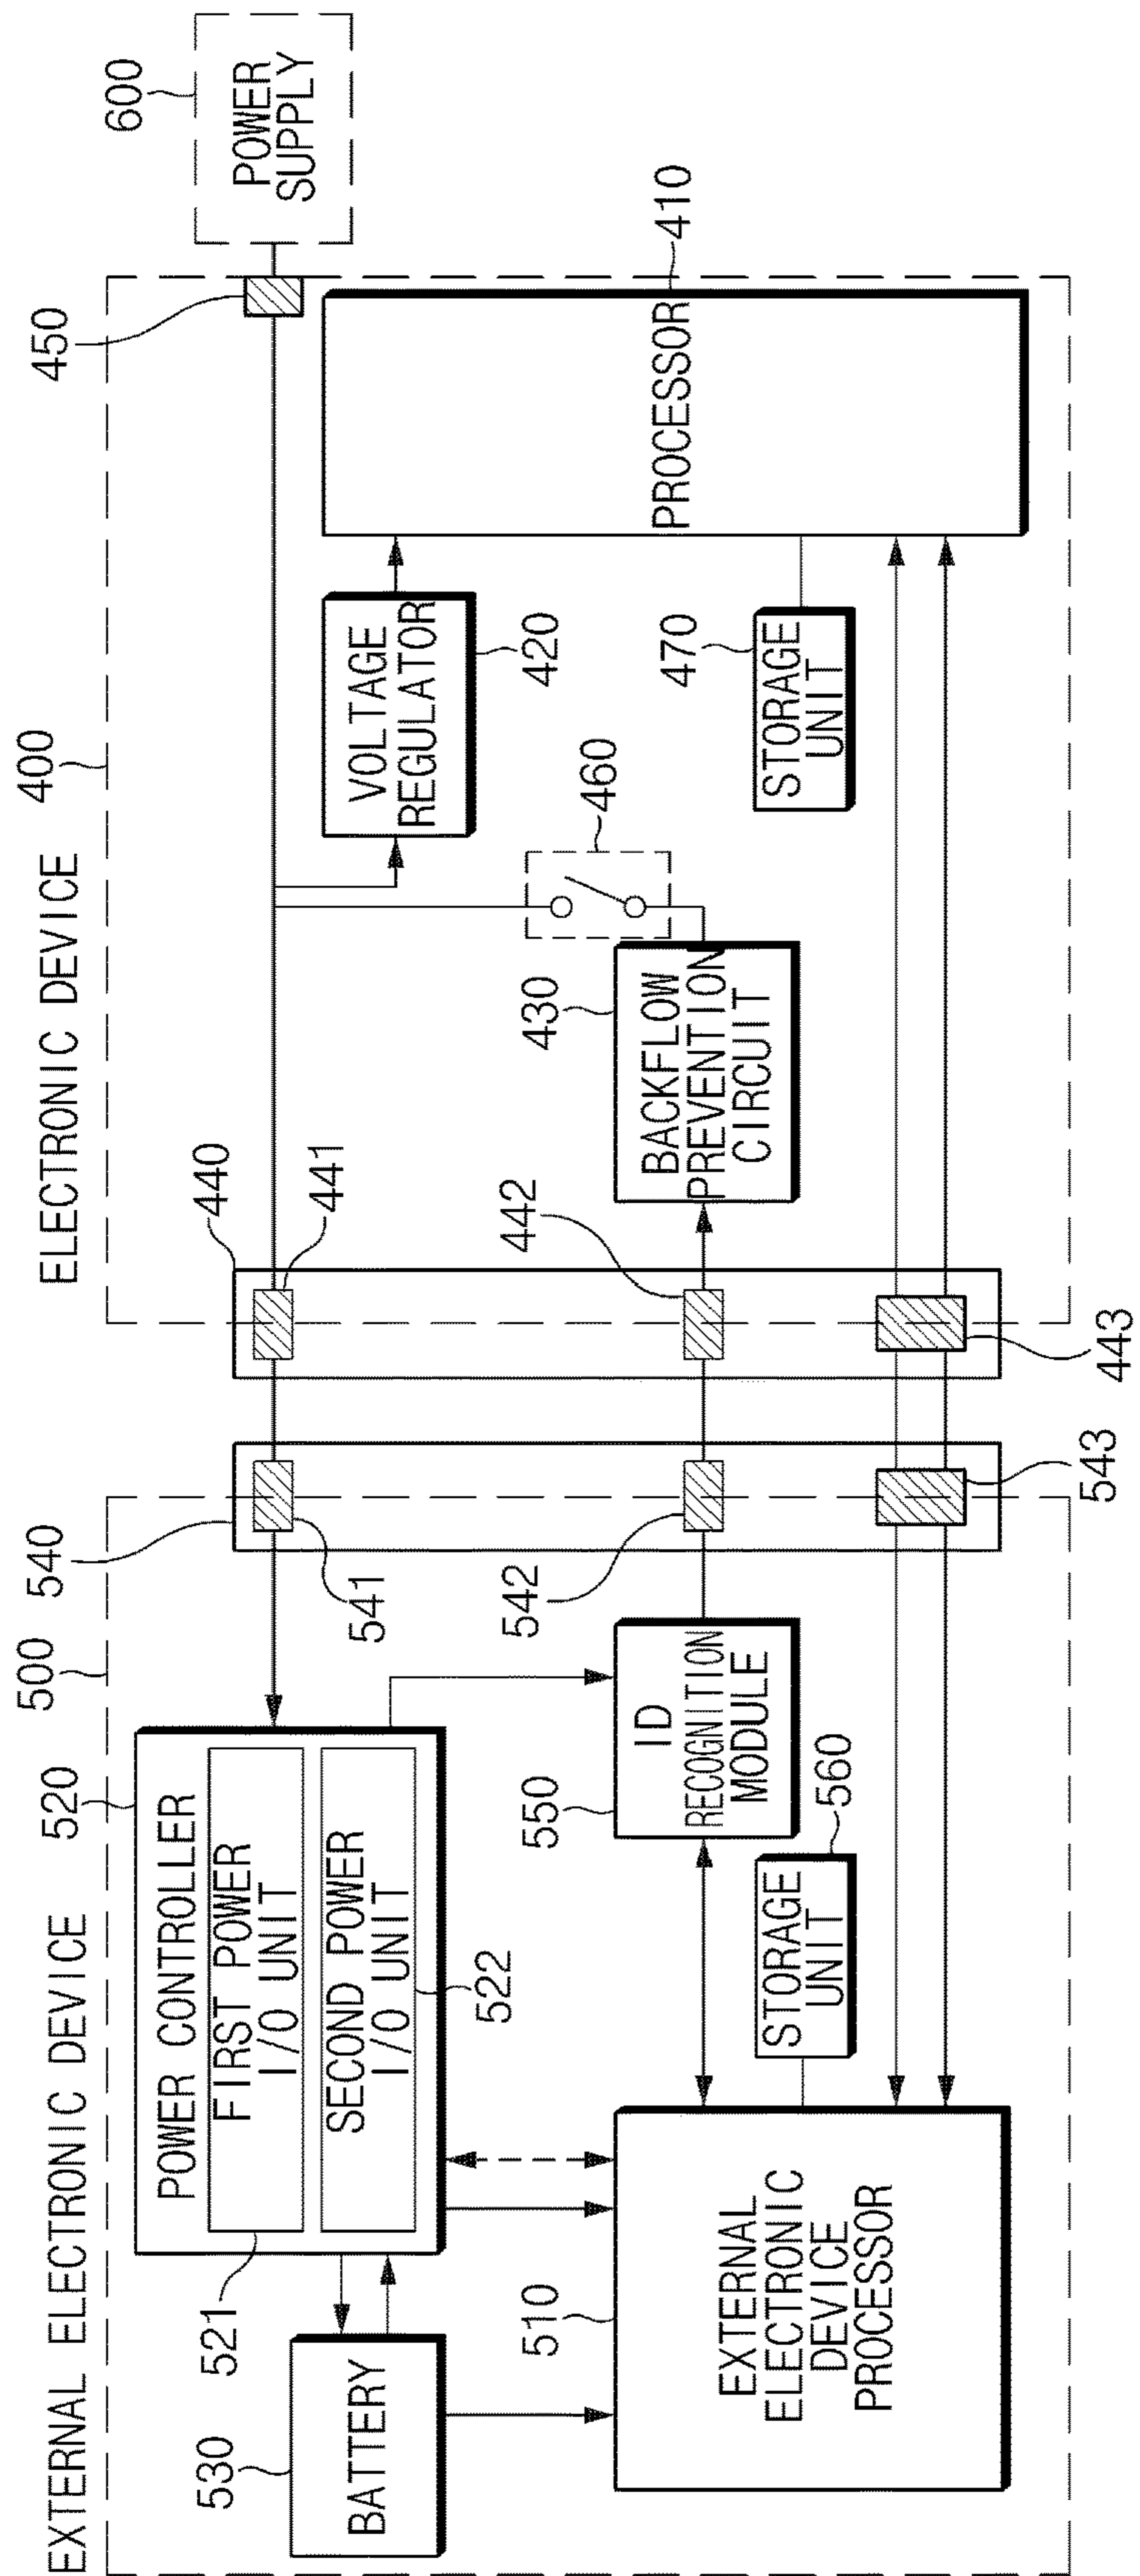 EXTERNAL ELECTRONIC DEVICE
500
520
POWER CONTROLLER
FIRST POWER
I/O UNIT
SECOND POWER
I/O UNIT
521
522
530
BATTERY
510
EXTERNAL
ELECTRONIC
DEVICE
PROCESSOR
550
ID
RECOGNITION
MODULE
560
STORAGE
UNIT
540
541
542
543
ELECTRONIC DEVICE
400
440
441
442
443
430
BACKFLOW
PREVENTION
CIRCUIT
460
VOLTAGE
REGULATOR
420
470
STORAGE
UNIT
PROCESSOR
410
450
600
POWER
SUPPLY